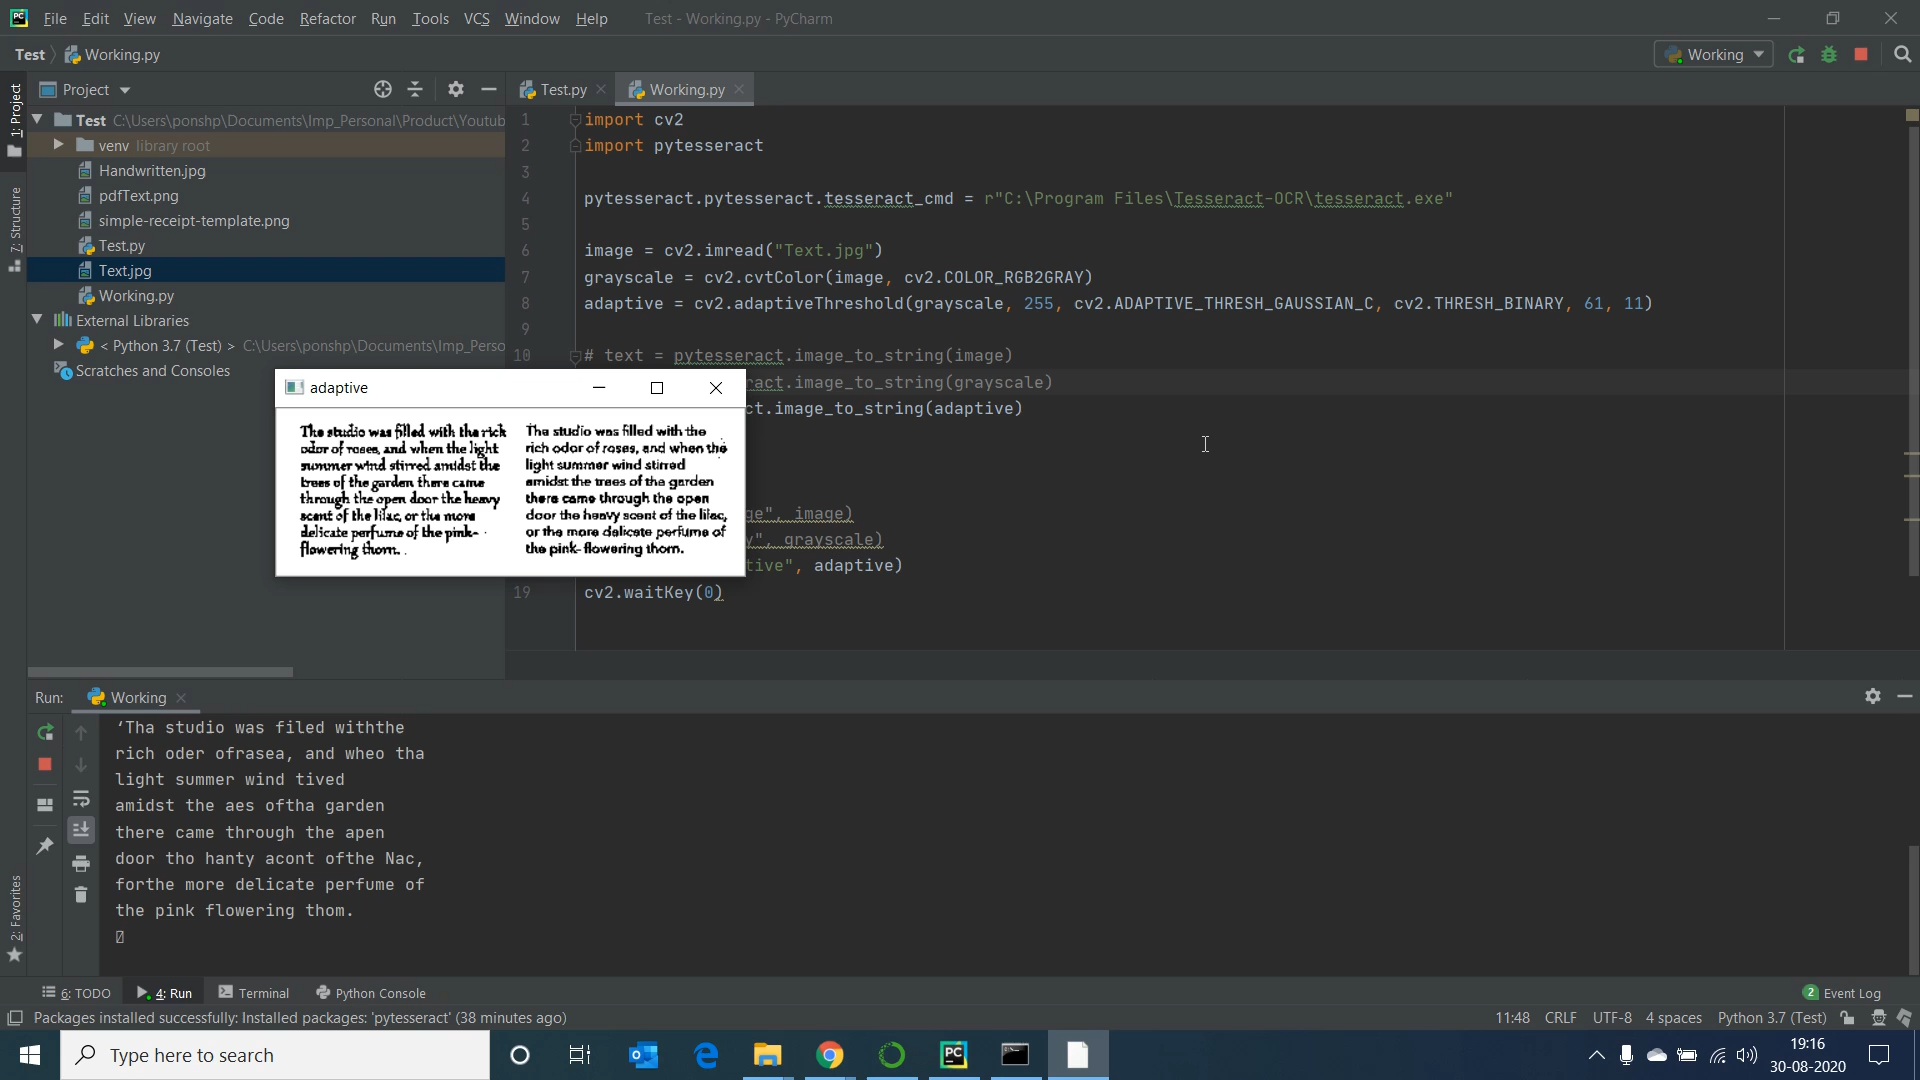 File Edit View Navigate Code Refactor Run Tools VCS Window Help Test - Working.py - PyCharm
Test Working.py Working
1: Project
Project
Test.py Working.py
Test C:\Users\ponshp\Documents\Imp_Personal\Product\Youtub
venv library root
Handwritten.jpg
pdfText.png
simple-receipt-template.png
Test.py
Text.jpg
Working.py
External Libraries
< Python 3.7 (Test) > C:\Users\ponshp\Documents\Imp_Perso
Scratches and Consoles
7: Structure
1 import cv2
2 import pytesseract
3
4 pytesseract.pytesseract.tesseract_cmd = r"C:\Program Files\Tesseract-OCR\tesseract.exe"
5
6 image = cv2.imread("Text.jpg")
7 grayscale = cv2.cvtColor(image, cv2.COLOR_RGB2GRAY)
8 adaptive = cv2.adaptiveThreshold(grayscale, 255, cv2.ADAPTIVE_THRESH_GAUSSIAN_C, cv2.THRESH_BINARY, 61, 11)
9
10 # text = pytesseract.image_to_string(image)
ract.image_to_string(grayscale)
ct.image_to_string(adaptive)
ge", image)
y", grayscale)
tive", adaptive)
19 cv2.waitKey(0)
adaptive
The studio was filled with the rich
odor of roses, and when the light
summer wind stirred amidst the
trees of the garden there came
through the open door the heavy
scent of the lilac, or the more
delicate perfume of the pink-
flowering thorn.
The studio was filled with the
rich odor of roses, and when the
light summer wind stirred
amidst the trees of the garden
there came through the open
door the heavy scent of the lilac,
or the more delicate perfume of
the pink-flowering thorn.
Run: Working
‘Tha studio was filed withthe
rich oder ofrasea, and wheo tha
light summer wind tived
amidst the aes oftha garden
there came through the apen
door tho hanty acont ofthe Nac,
forthe more delicate perfume of
the pink flowering thom.
2: Favorites
6: TODO 4: Run Terminal Python Console 2 Event Log
Packages installed successfully: Installed packages: 'pytesseract' (38 minutes ago) 11:48 CRLF UTF-8 4 spaces Python 3.7 (Test)
Type here to search
19:16
30-08-2020